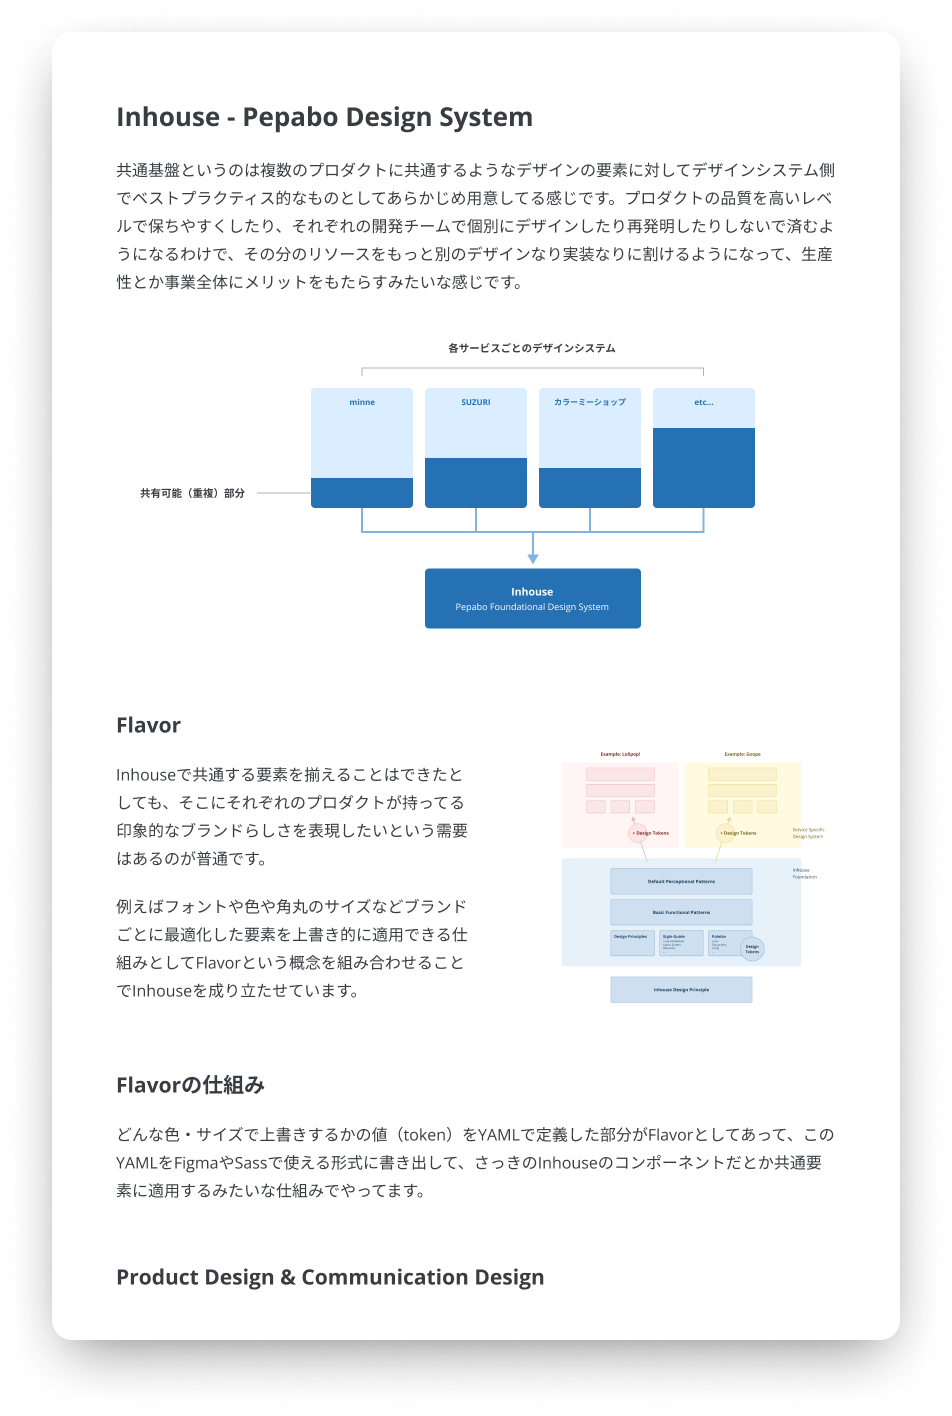 Inhouse - Pepabo Design System
共通基盤というのは複数のプロダクトに共通するようなデザインの要素に対してデザインシステム側
でベストプラクティス的なものとしてあらかじめ用意してる感じです。プロダクトの品質を高いレベ
ルで保ちやすくしたり、それぞれの開発チームで個別にデザインしたり再発明したりしないで済むよ
うになるわけで、その分のリソースをもっと別のデザインなり実装なりに割けるようになって、生産
性とか事業全体にメリットをもたらすみたいな感じです。
各サービスごとのデザインシステム
minne
SUZURI
カラーミーショップ
etc...
共有可能（重複）部分
Inhouse
Pepabo Foundational Design System
Flavor
Inhouseで共通する要素を揃えることはできたと
しても、そこにそれぞれのプロダクトが持ってる
印象的なブランドらしさを表現したいという需要
はあるのが普通です。
例えばフォントや色や角丸のサイズなどブランド
ごとに最適化した要素を上書き的に適用できる仕
組みとしてFlavorという概念を組み合わせること
でInhouseを成り立たせています。
Example: Lolipop!
Example: Goope
+ Design Tokens
+ Design Tokens
Service Specific
Design System
Inhouse
Foundation
Default Perceptional Patterns
Basic Functional Patterns
Design Principles
Style Guide
Palette
Design
Tokens
Inhouse Design Principle
Flavorの仕組み
どんな色・サイズで上書きするかの値（token）をYAMLで定義した部分がFlavorとしてあって、この
YAMLをFigmaやSassで使える形式に書き出して、さっきのInhouseのコンポーネントだとか共通要
素に適用するみたいな仕組みでやってます。
Product Design & Communication Design